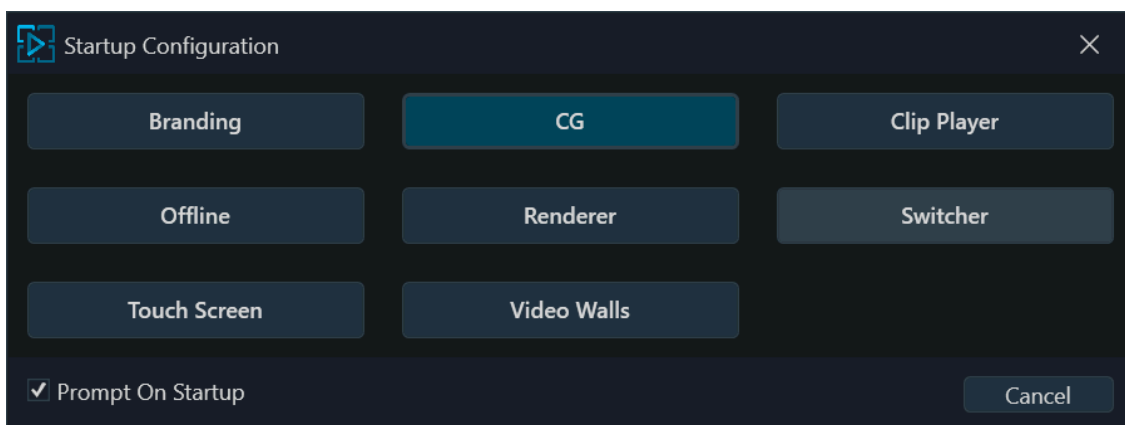 Startup Configuration
Branding
CG
Clip Player
Offline
Renderer
Switcher
Touch Screen
Video Walls
Prompt On Startup
Cancel